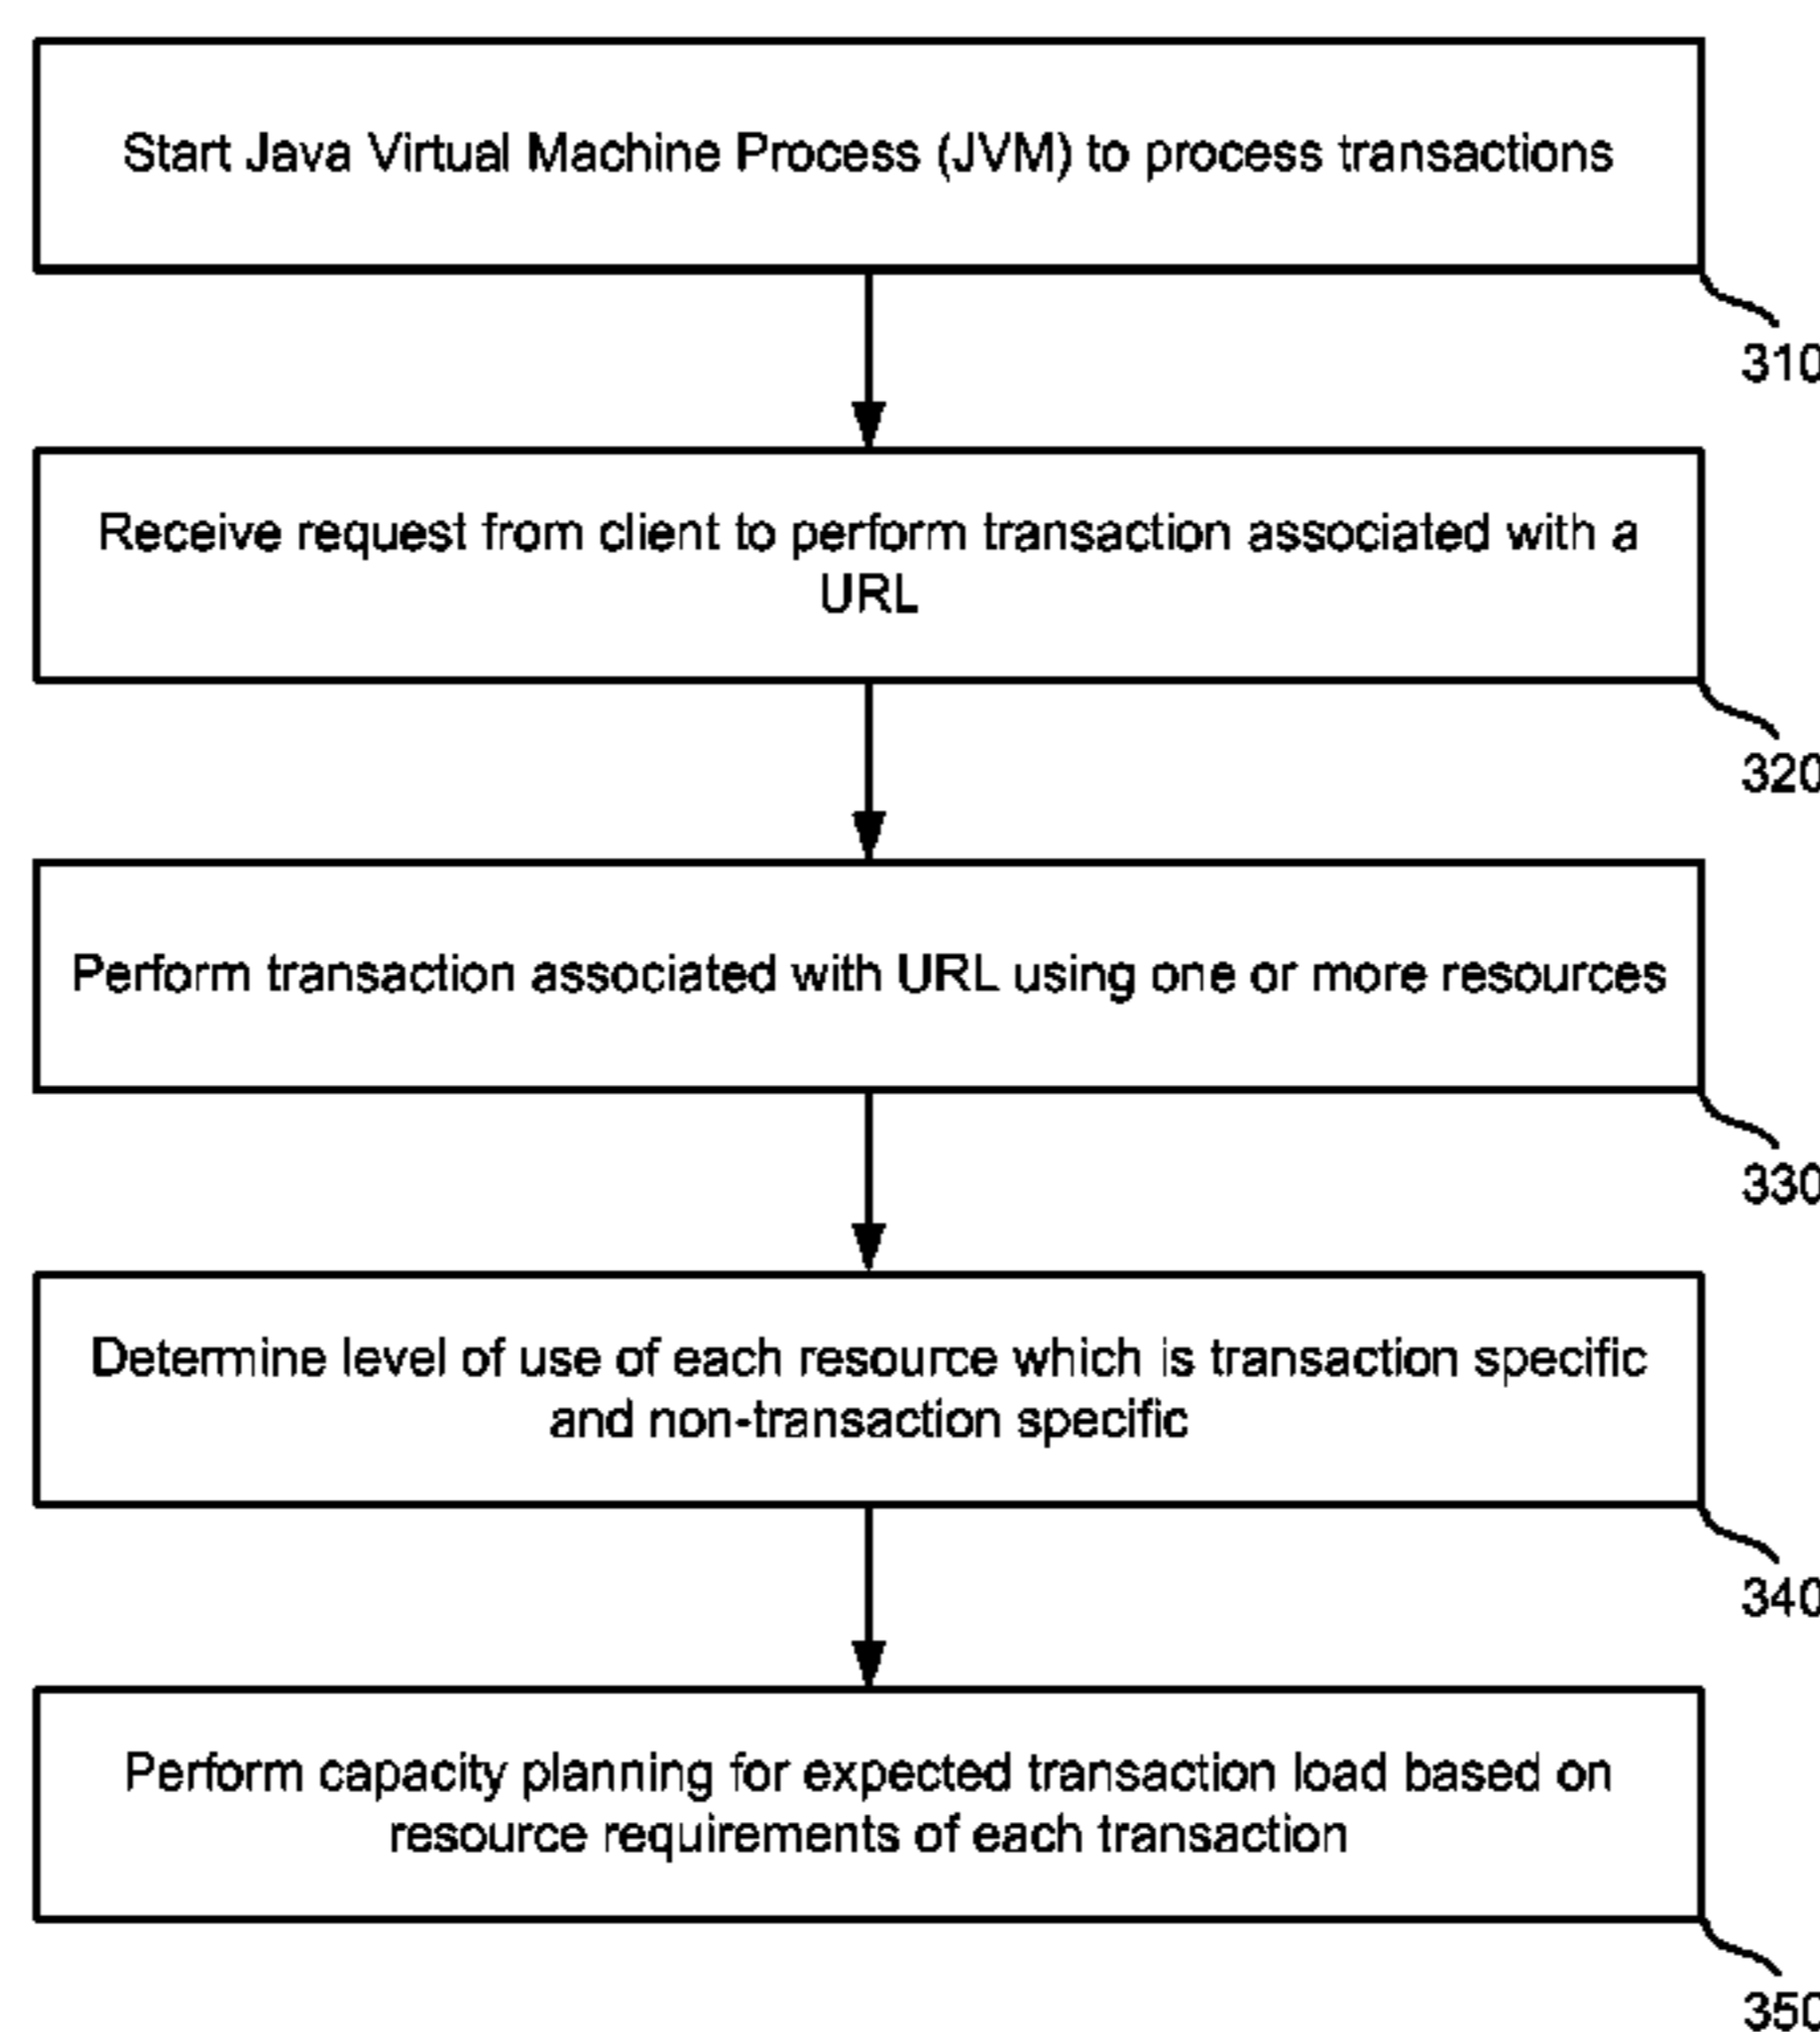 Start Java Virtual Machine Process (JVM) to process transactions
310
Receive request from client to perform transaction associated with a
URL
320
Perform transaction associated with URL using one or more resources
330
Determine level of use of each resource which is transaction specific
and non-transaction specific
340
Perform capacity planning for expected transaction load based on
resource requirements of each transaction
350